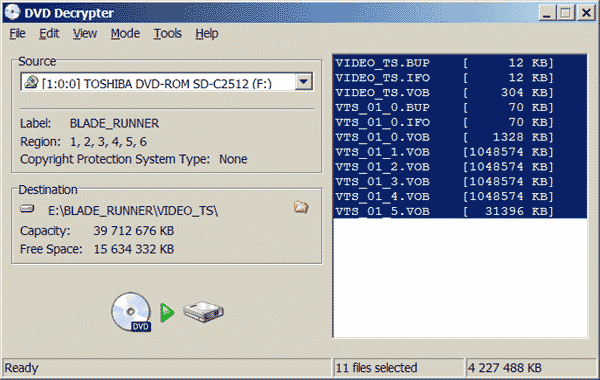 DVD Decrypter
File Edit View Mode Tools Help
Source
[1:0:0] TOSHIBA DVD-ROM SD-C2512 (F:)
Label: BLADE_RUNNER
Region: 1, 2, 3, 4, 5, 6
Copyright Protection System Type: None
Destination
E:\BLADE_RUNNER\VIDEO_TS\
Capacity: 39 712 676 KB
Free Space: 15 634 332 KB
DVD
VIDEO_TS.BUP [ 12 KB]
VIDEO_TS.IFO [ 12 KB]
VIDEO_TS.VOB [ 304 KB]
VTS_01_0.BUP [ 70 KB]
VTS_01_0.IFO [ 70 KB]
VTS_01_0.VOB [ 1328 KB]
VTS_01_1.VOB [1048574 KB]
VTS_01_2.VOB [1048574 KB]
VTS_01_3.VOB [1048574 KB]
VTS_01_4.VOB [1048574 KB]
VTS_01_5.VOB [ 31396 KB]
Ready 11 files selected 4 227 488 KB